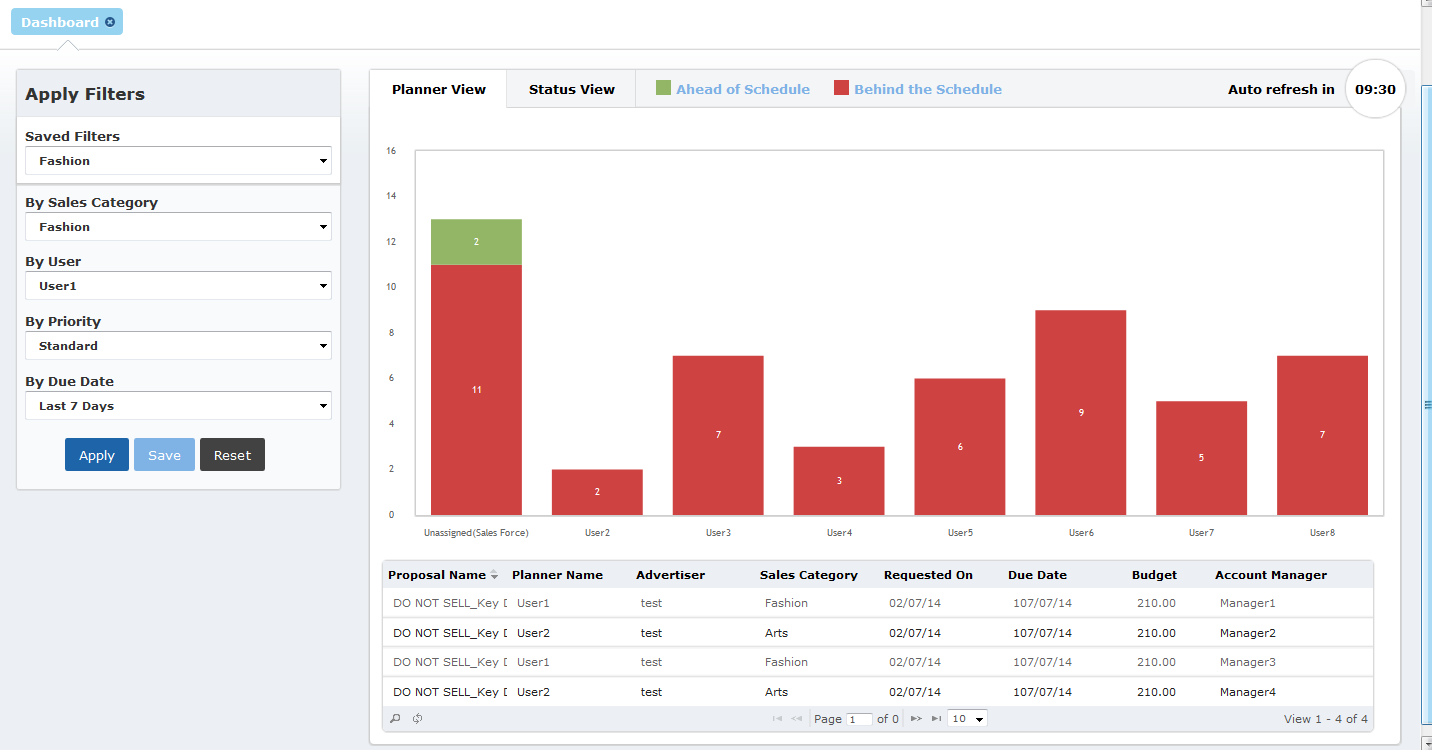 Dashboard
Apply Filters
Saved Filters
Fashion
By Sales Category
Fashion
By User
User1
By Priority
Standard
By Due Date
Last 7 Days
Apply Save Reset
Planner View Status View Ahead of Schedule Behind the Schedule Auto refresh in 09:30
16
14
12
10
8
6
4
2
0
2
11
2
7
3
6
9
5
7
Unassigned(Sales Force) User2 User3 User4 User5 User6 User7 User8
Proposal Name Planner Name Advertiser Sales Category Requested On Due Date Budget Account Manager
DO NOT SELL_Key User1 test Fashion 02/07/14 107/07/14 210.00 Manager1
DO NOT SELL_Key User2 test Arts 02/07/14 107/07/14 210.00 Manager2
DO NOT SELL_Key User1 test Fashion 02/07/14 107/07/14 210.00 Manager3
DO NOT SELL_Key User2 test Arts 02/07/14 107/07/14 210.00 Manager4
Page 1 of 0 10 View 1 - 4 of 4